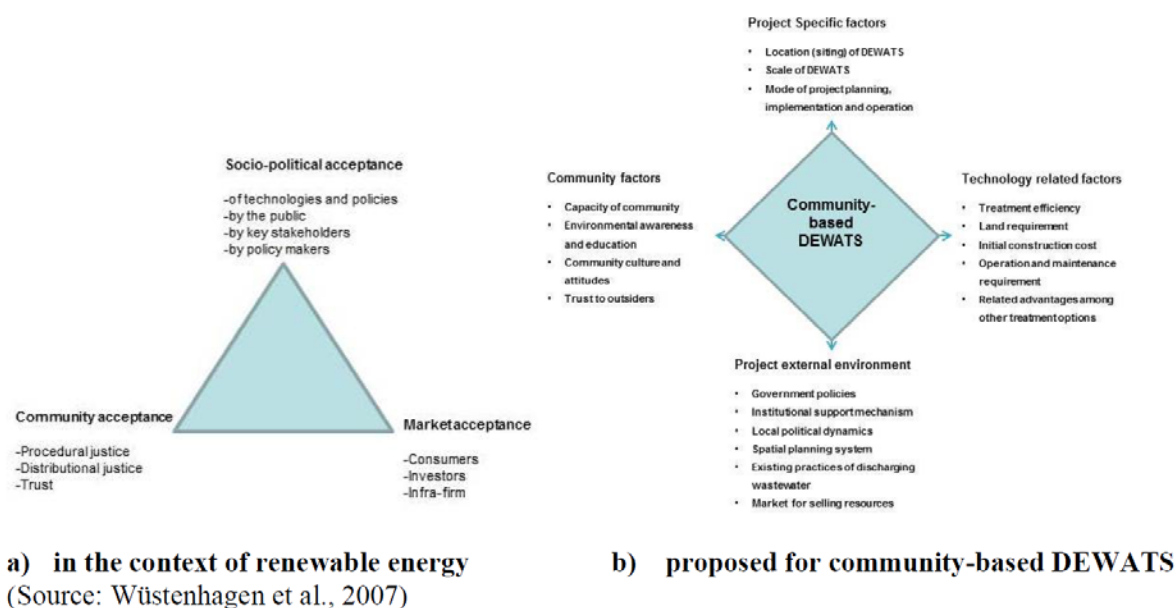 Socio-political acceptance
-of technologies and policies
-by the public
-by key stakeholders
-by policy makers
Community acceptance
-Procedural justice
-Distributional justice
-Trust
Market acceptance
-Consumers
-Investors
-Infra-firm
a) in the context of renewable energy
(Source: Wüstenhagen et al., 2007)
Project Specific factors
• Location (siting) of DEWATS
• Scale of DEWATS
• Mode of project planning,
implementation and operation
Community factors
• Capacity of community
• Environmental awareness
and education
• Community culture and
attitudes
• Trust to outsiders
Community-
based
DEWATS
Technology related factors
• Treatment efficiency
• Land requirement
• Initial construction cost
• Operation and maintenance
requirement
• Related advantages among
other treatment options
Project external environment
• Government policies
• Institutional support mechanism
• Local political dynamics
• Spatial planning system
• Existing practices of discharging
wastewater
• Market for selling resources
b) proposed for community-based DEWATS